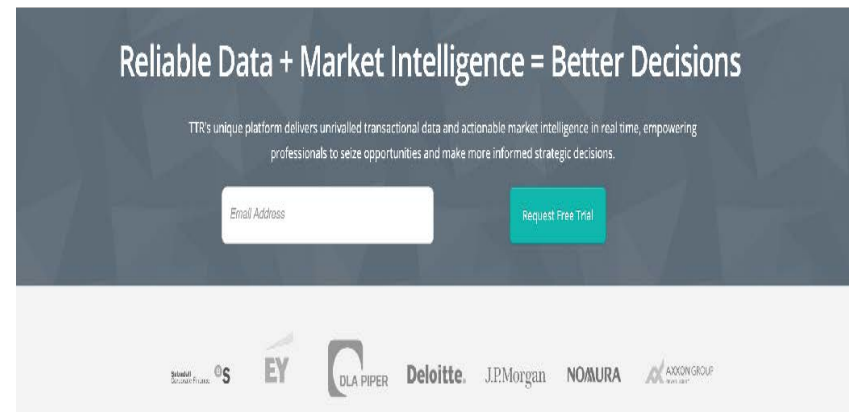 Reliable Data + Market Intelligence = Better Decisions
TTR's unique platform delivers unrivalled transactional data and actionable market intelligence in real time, empowering
professionals to seize opportunities and make more informed strategic decisions.
Email Address
Request Free Trial
Sabadell S EY DLA PIPER Deloitte. J.P.Morgan NOMURA AXXON GROUP